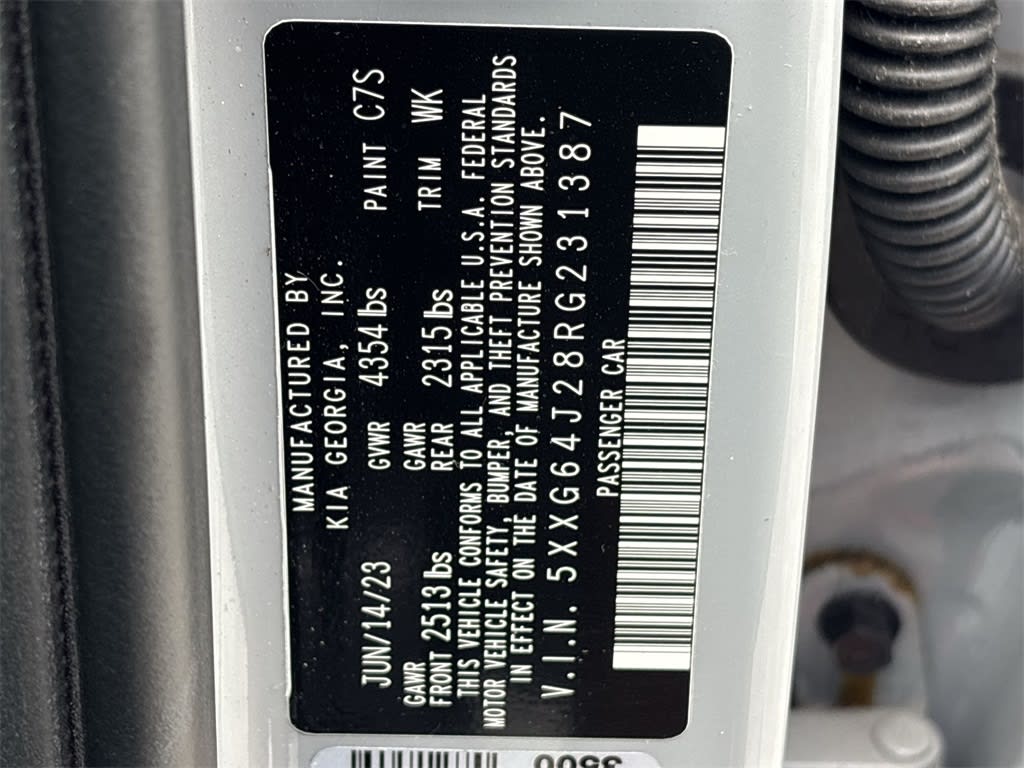 MANUFACTURED BY
KIA GEORGIA, INC.
JUN/14/23 GVWR 4354 lbs PAINT C7S
GAWR GAWR
FRONT 2513 lbs REAR 2315 lbs TRIM WK
THIS VEHICLE CONFORMS TO ALL APPLICABLE U.S.A. FEDERAL
MOTOR VEHICLE SAFETY, BUMPER, AND THEFT PREVENTION STANDARDS
IN EFFECT ON THE DATE OF MANUFACTURE SHOWN ABOVE.
V.I.N. 5XXG64J28RG231387
PASSENGER CAR
3500